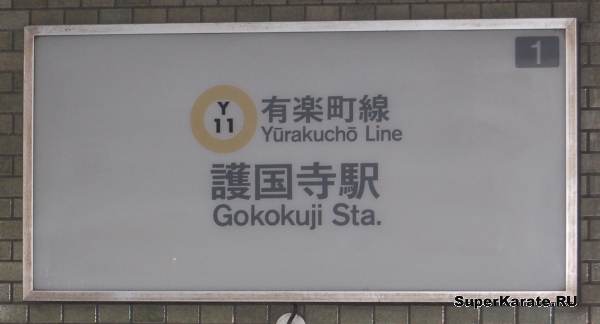 1
Y
11
有楽町線
Yūrakuchō Line
護国寺駅
Gokokuji Sta.
SuperKarate.RU